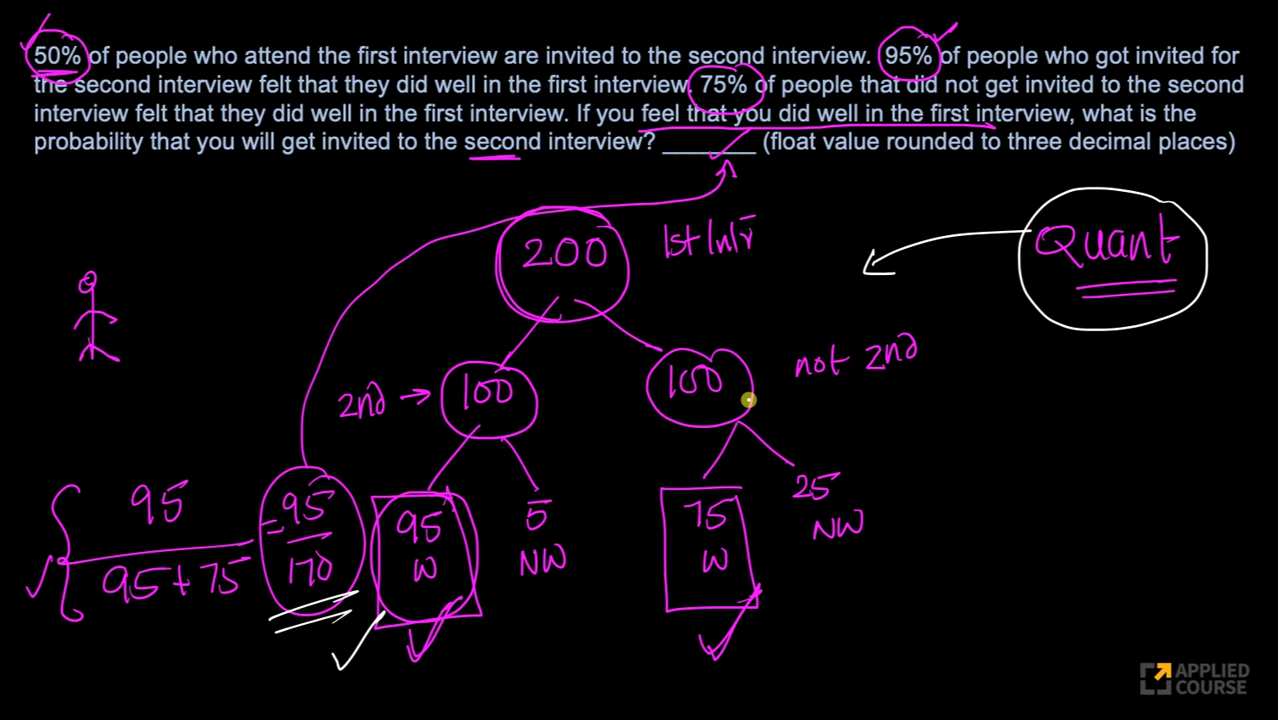 50% of people who attend the first interview are invited to the second interview. 95% of people who got invited for
the second interview felt that they did well in the first interview. 75% of people that did not get invited to the second
interview felt that they did well in the first interview. If you feel that you did well in the first interview, what is the
probability that you will get invited to the second interview? ________ (float value rounded to three decimal places)
200
1st Intr
Quant
2nd → 100
100
not 2nd
95
95 + 75
= 95
170
95
W
5
NW
75
W
25
NW
APPLIED
COURSE